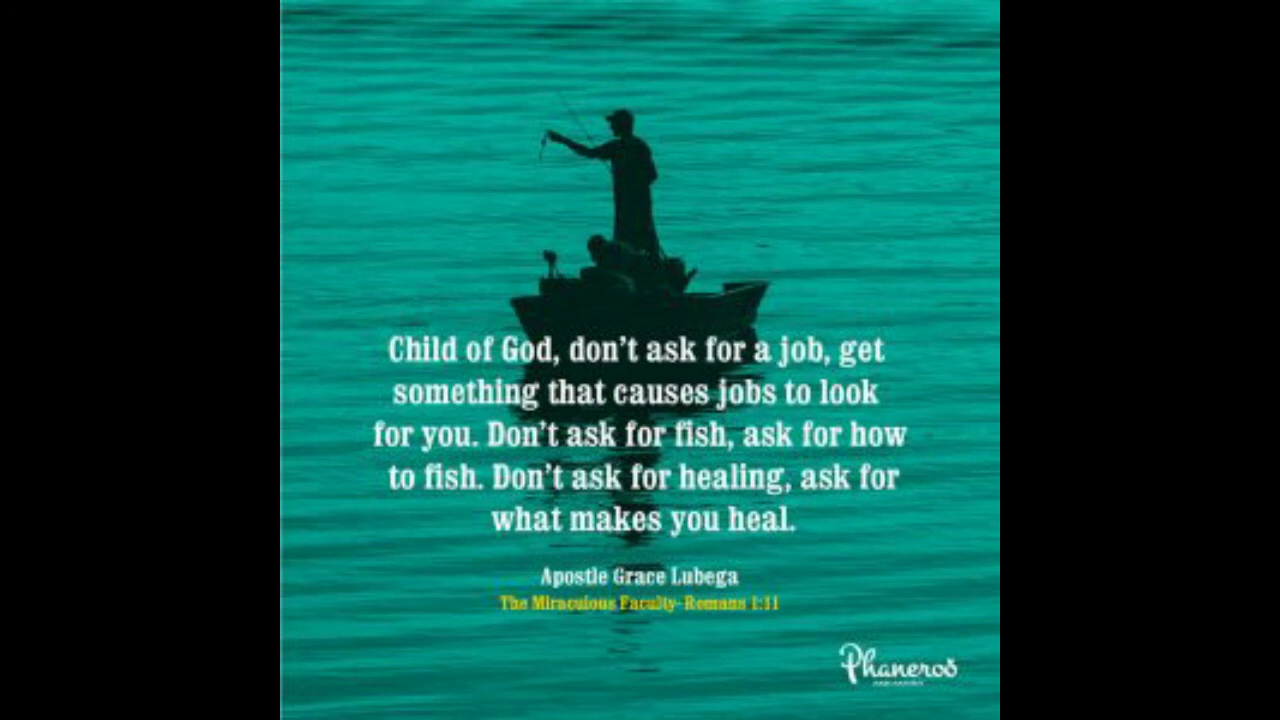 Child of God, don't ask for a job, get
something that causes jobs to look
for you. Don't ask for fish, ask for how
to fish. Don't ask for healing, ask for
what makes you heal.
Apostle Grace Lubega
The Miraculous Faculty- Romans 1:11
Phaneroo